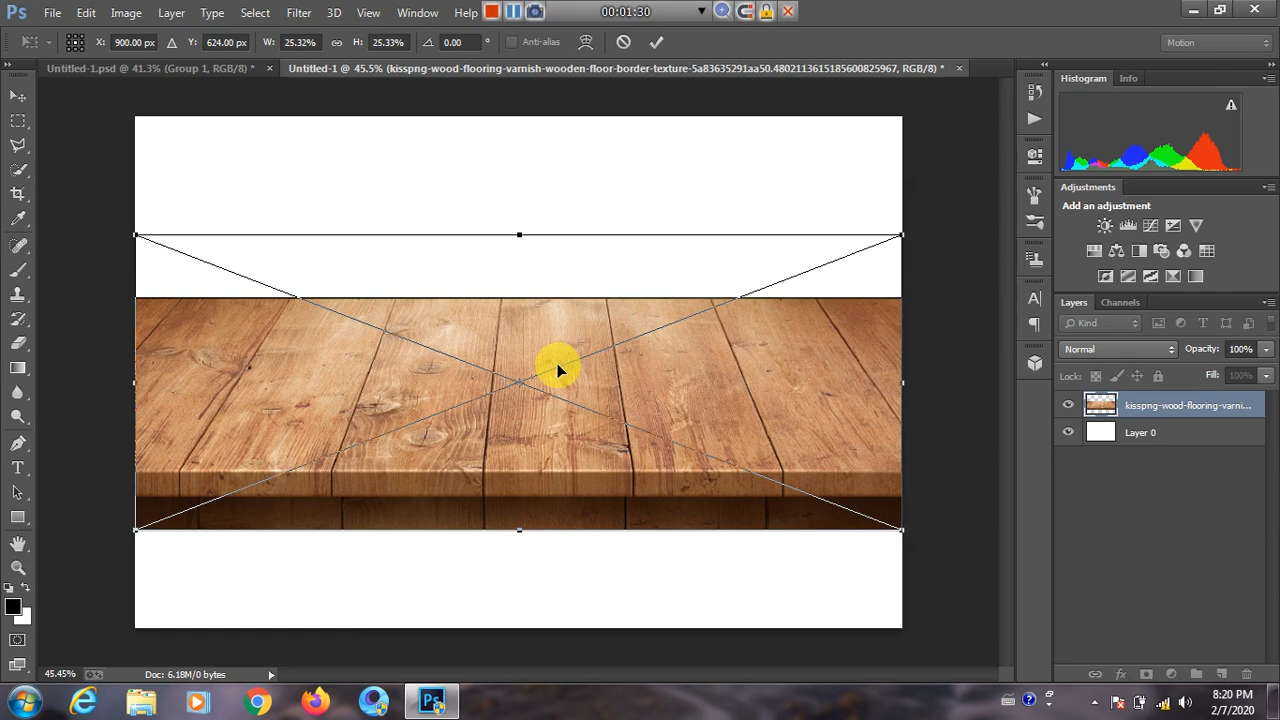 Ps File Edit Image Layer Type Select Filter 3D View Window Help 00:01:30
X: 900.00 px Y: 624.00 px W: 25.32% H: 25.33% 0.00 ° Anti-alias Motion
Untitled-1.psd @ 41.3% (Group 1, RGB/8) * Untitled-1 @ 45.5% (kisspng-wood-flooring-varnish-wooden-floor-border-texture-5a83635291aa50.4802113615185600825967, RGB/8) *
Histogram Info
Adjustments
Add an adjustment
Layers Channels
Kind
Normal Opacity: 100%
Lock: Fill: 100%
kisspng-wood-flooring-varni...
Layer 0
45.45% Doc: 6.18M/0 bytes
8:20 PM
2/7/2020